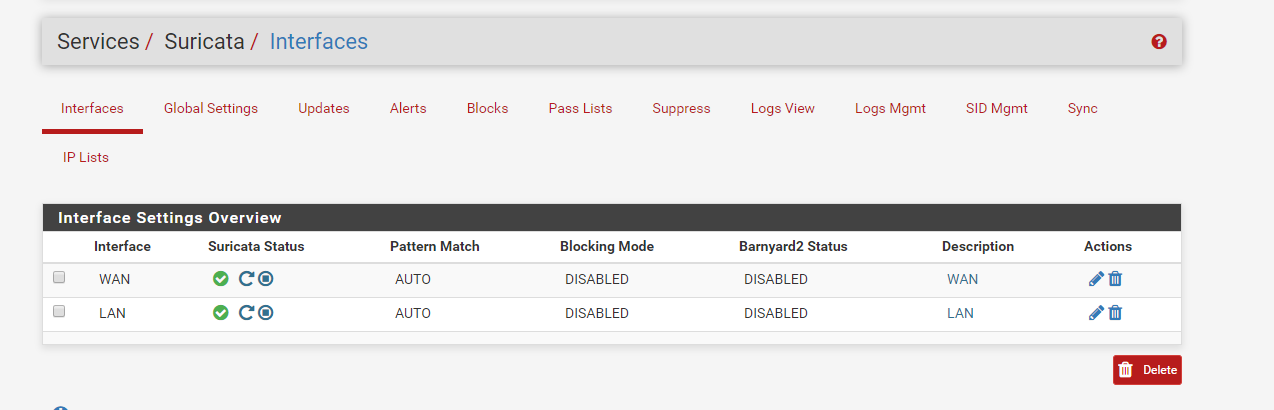 Services / Suricata / Interfaces
Interfaces Global Settings Updates Alerts Blocks Pass Lists Suppress Logs View Logs Mgmt SID Mgmt Sync
IP Lists
Interface Settings Overview
Interface Suricata Status Pattern Match Blocking Mode Barnyard2 Status Description Actions
WAN AUTO DISABLED DISABLED WAN
LAN AUTO DISABLED DISABLED LAN
Delete